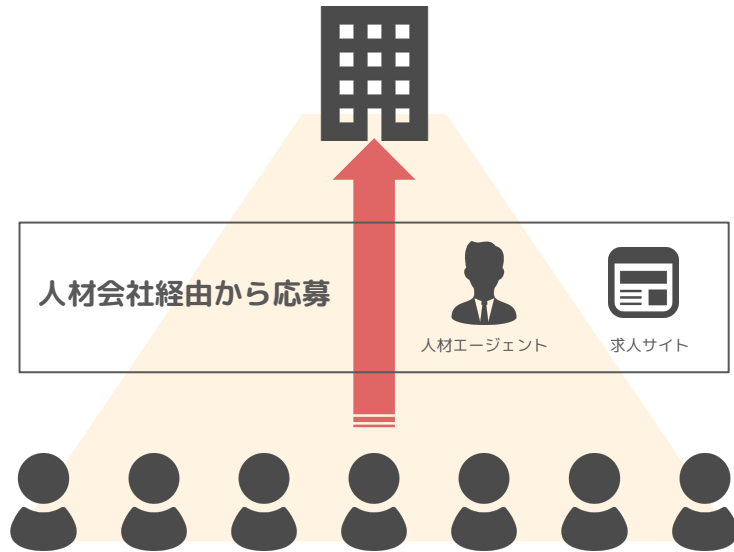 人材会社経由から応募
人材エージェント
求人サイト